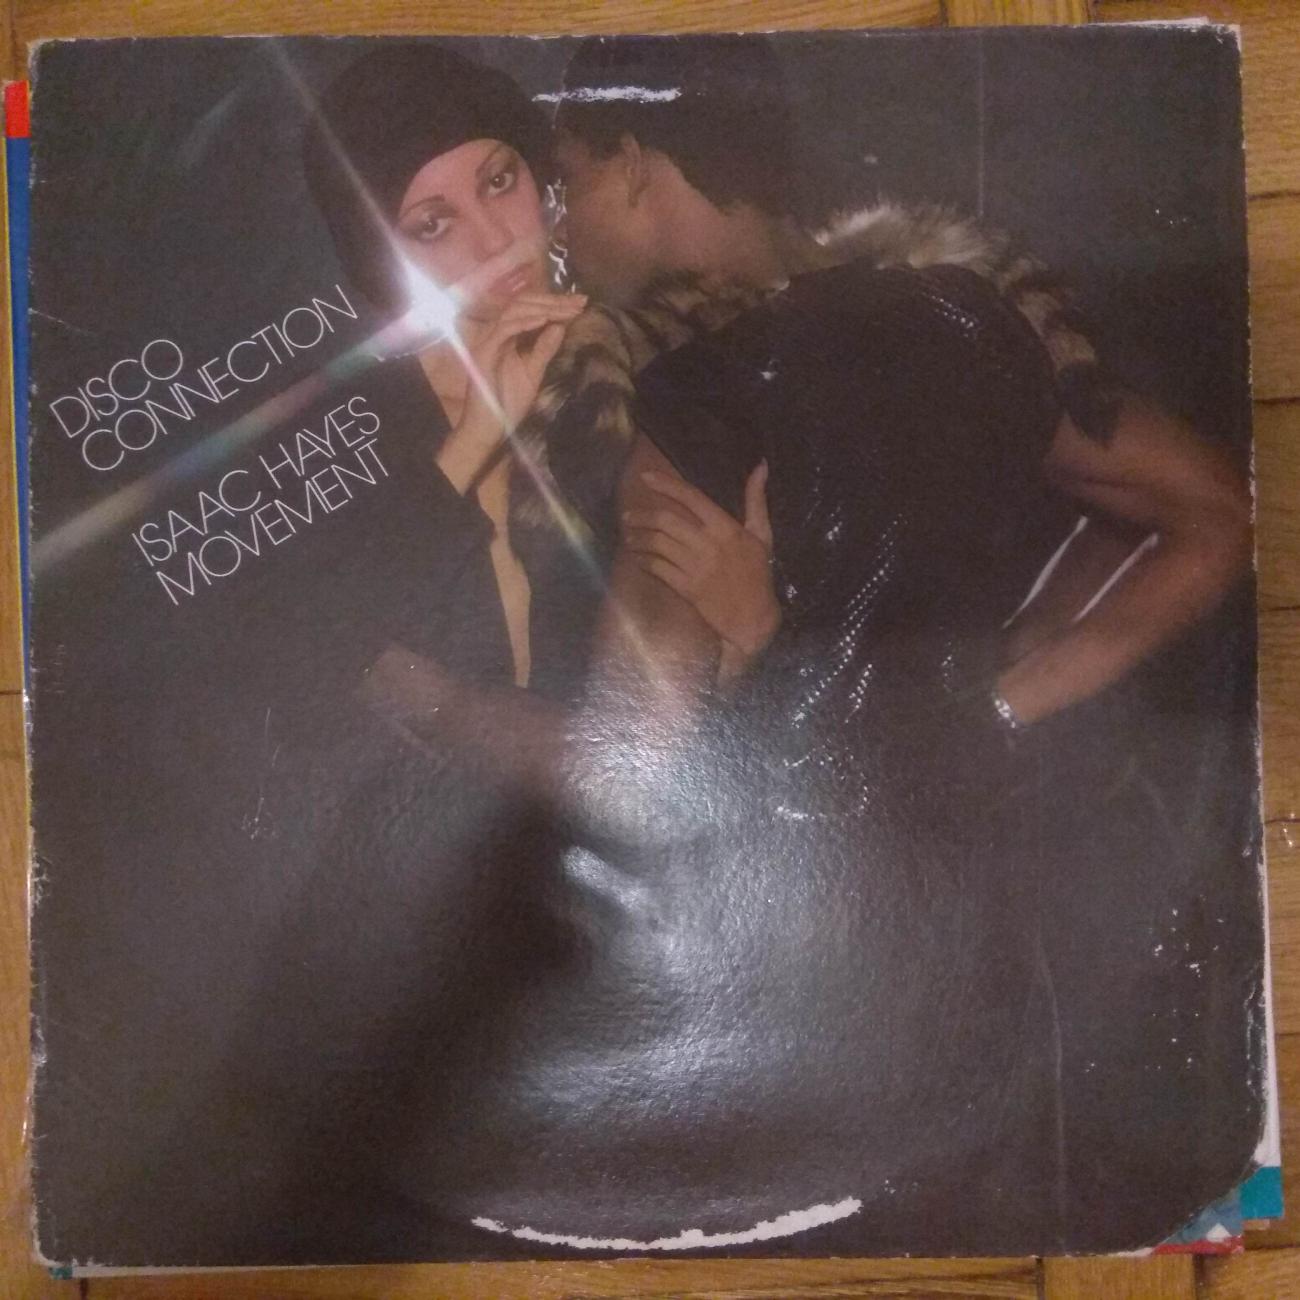 DISCO
CONNECTION
ISAAC HAYES
MOVEMENT